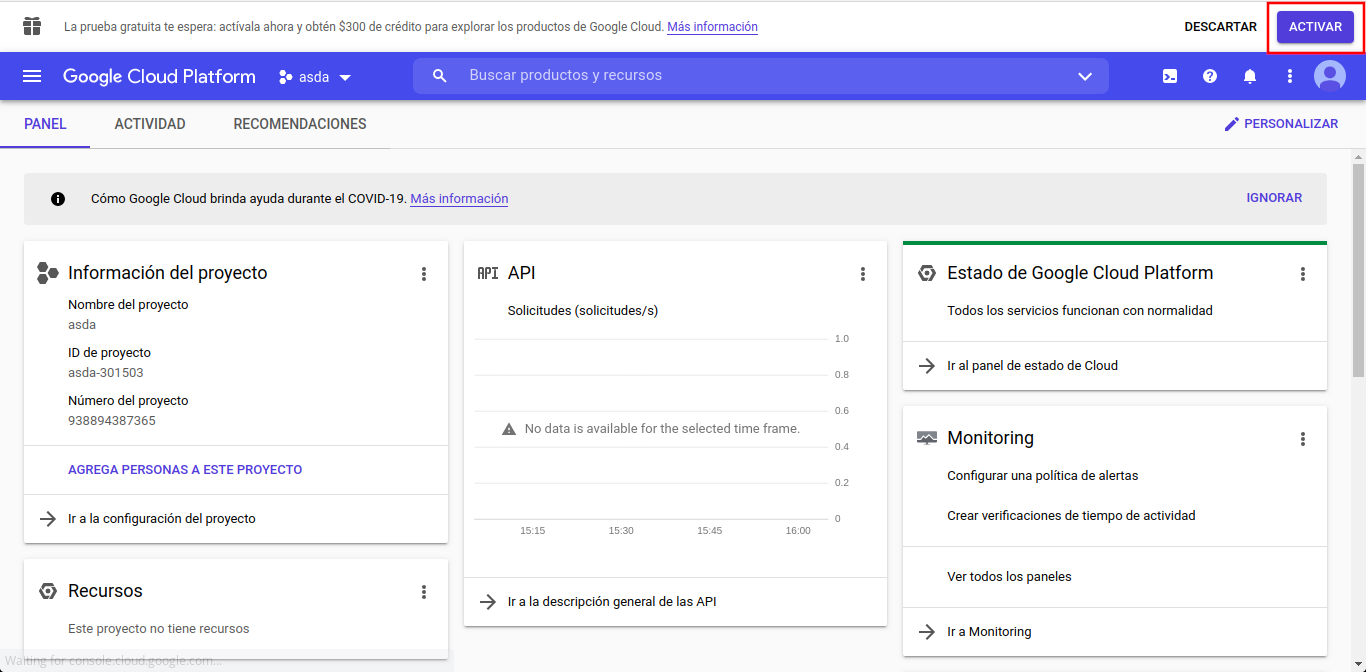 La prueba gratuita te espera: actívala ahora y obtén $300 de crédito para explorar los productos de Google Cloud. Más información
DESCARTAR
ACTIVAR
Google Cloud Platform
asda
Buscar productos y recursos
PANEL
ACTIVIDAD
RECOMENDACIONES
PERSONALIZAR
Cómo Google Cloud brinda ayuda durante el COVID-19. Más información
IGNORAR
Información del proyecto
Nombre del proyecto
asda
ID de proyecto
asda-301503
Número del proyecto
938894387365
AGREGA PERSONAS A ESTE PROYECTO
Ir a la configuración del proyecto
Recursos
Este proyecto no tiene recursos
API API
Solicitudes (solicitudes/s)
1.0
0.8
0.6
No data is available for the selected time frame.
0.4
0.2
0
15:15 15:30 15:45 16:00
Ir a la descripción general de las API
Estado de Google Cloud Platform
Todos los servicios funcionan con normalidad
Ir al panel de estado de Cloud
Monitoring
Configurar una política de alertas
Crear verificaciones de tiempo de actividad
Ver todos los paneles
Ir a Monitoring
Waiting for console.cloud.google.com...